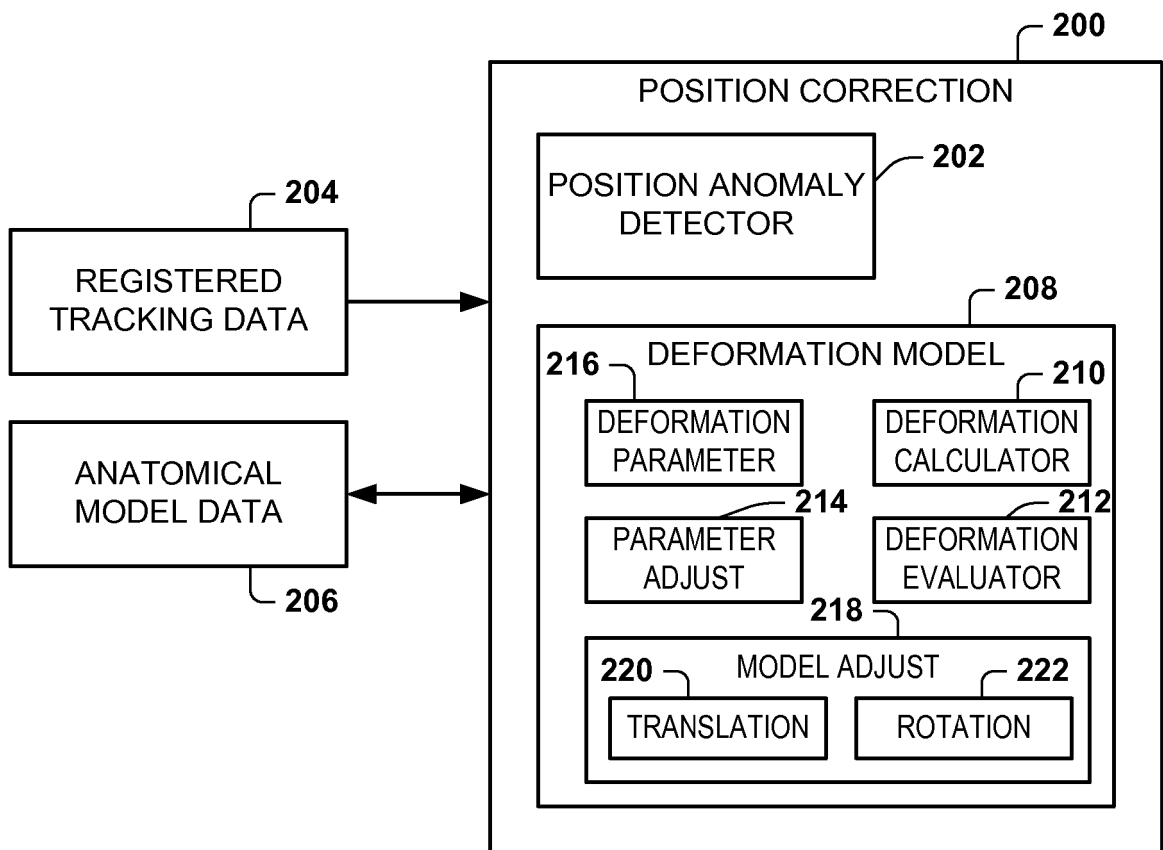 200
POSITION CORRECTION
202
POSITION ANOMALY
DETECTOR
204
REGISTERED
TRACKING DATA
208
DEFORMATION MODEL
216
210
DEFORMATION
PARAMETER
DEFORMATION
CALCULATOR
ANATOMICAL
MODEL DATA
206
214
212
PARAMETER
ADJUST
DEFORMATION
EVALUATOR
218
MODEL ADJUST
220
222
TRANSLATION
ROTATION